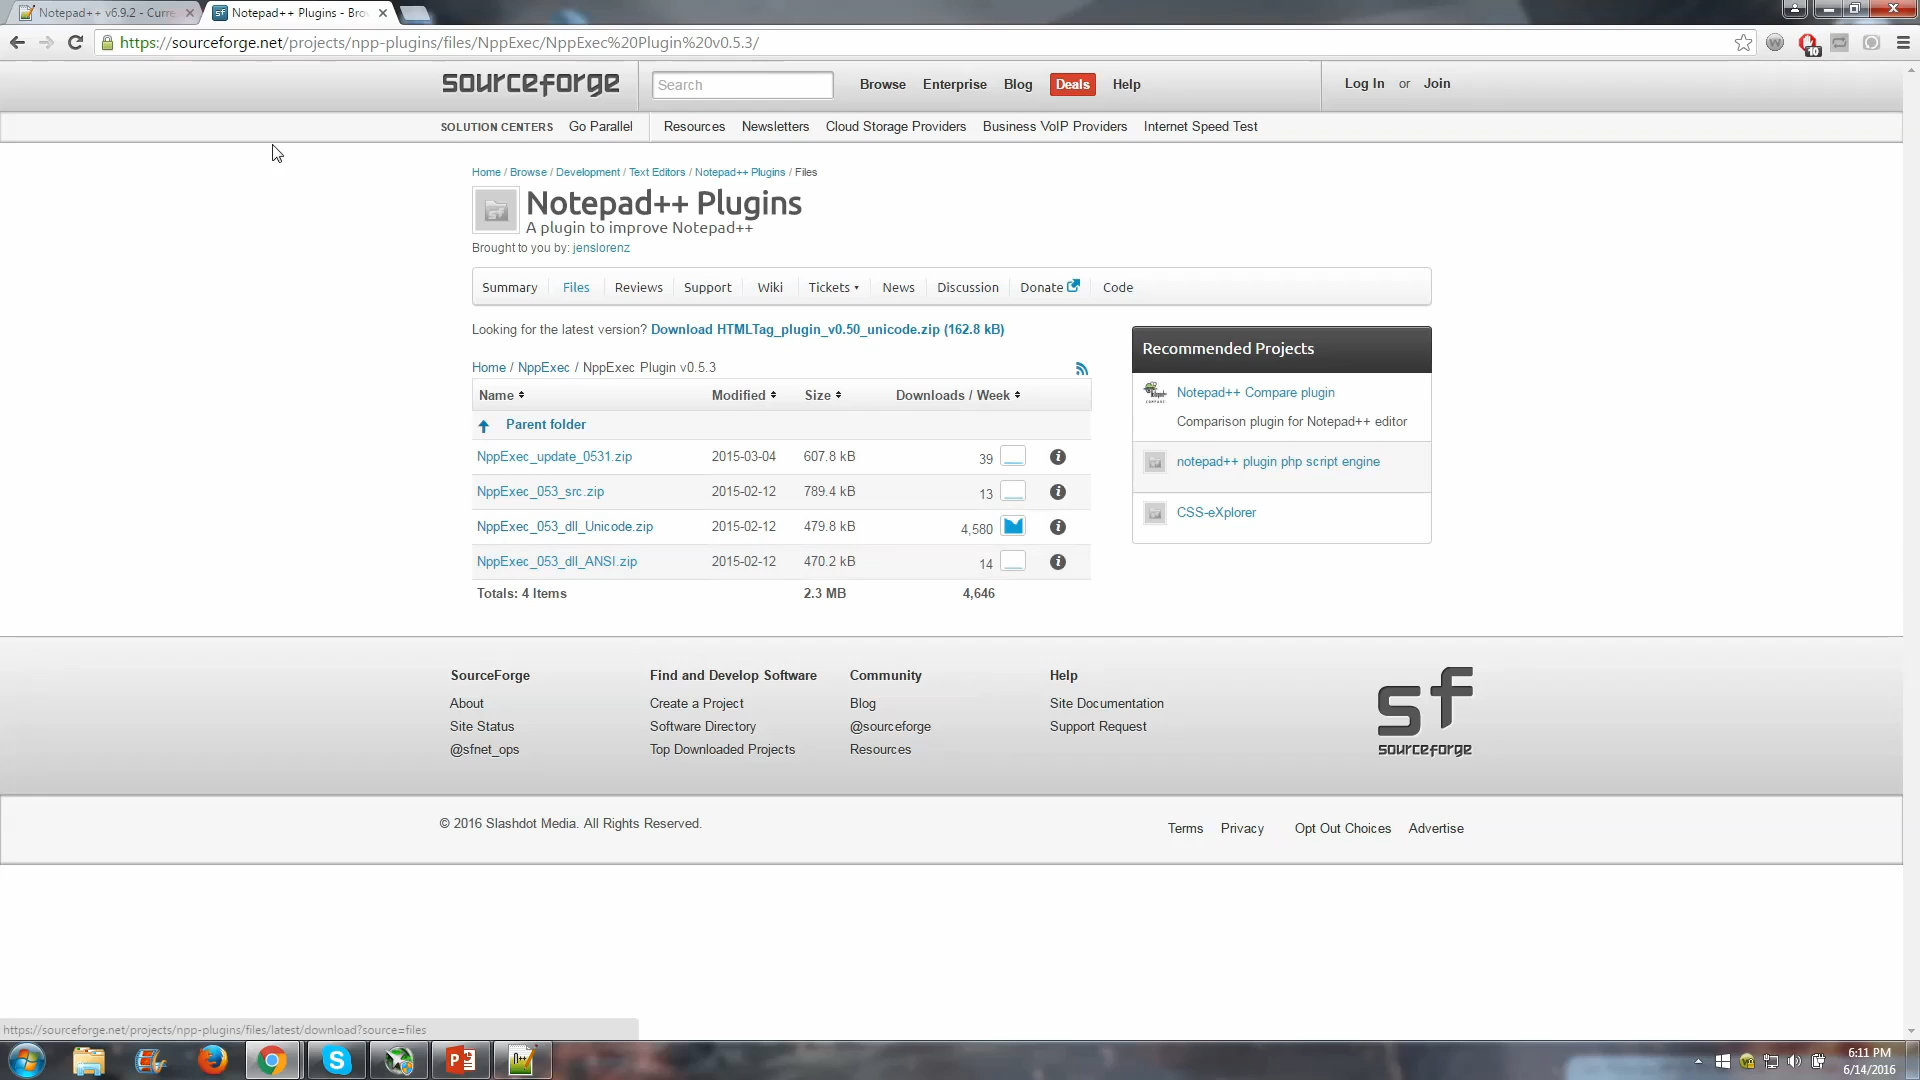 Notepad++ v6.9.2 - Curre
Notepad++ Plugins - Bro
https://sourceforge.net/projects/npp-plugins/files/NppExec/NppExec%20Plugin%20v0.5.3/
10
sourceforge
Search
Browse Enterprise Blog Deals Help
Log In or Join
SOLUTION CENTERS Go Parallel Resources Newsletters Cloud Storage Providers Business VoIP Providers Internet Speed Test
Home / Browse / Development / Text Editors / Notepad++ Plugins / Files
Notepad++ Plugins
A plugin to improve Notepad++
Brought to you by: jenslorenz
Summary Files Reviews Support Wiki Tickets News Discussion Donate Code
Looking for the latest version? Download HTMLTag_plugin_v0.50_unicode.zip (162.8 kB)
Home / NppExec / NppExec Plugin v0.5.3
Name Modified Size Downloads / Week
Parent folder
NppExec_update_0531.zip 2015-03-04 607.8 kB 39
NppExec_053_src.zip 2015-02-12 789.4 kB 13
NppExec_053_dll_Unicode.zip 2015-02-12 479.8 kB 4,580
NppExec_053_dll_ANSI.zip 2015-02-12 470.2 kB 14
Totals: 4 Items 2.3 MB 4,646
Recommended Projects
Notepad++ Compare plugin
Comparison plugin for Notepad++ editor
notepad++ plugin php script engine
CSS-eXplorer
SourceForge
About
Site Status
@sfnet_ops
Find and Develop Software
Create a Project
Software Directory
Top Downloaded Projects
Community
Blog
@sourceforge
Resources
Help
Site Documentation
Support Request
sf
sourceforge
© 2016 Slashdot Media. All Rights Reserved.
Terms Privacy Opt Out Choices Advertise
https://sourceforge.net/projects/npp-plugins/files/latest/download?source=files
6:11 PM
6/14/2016